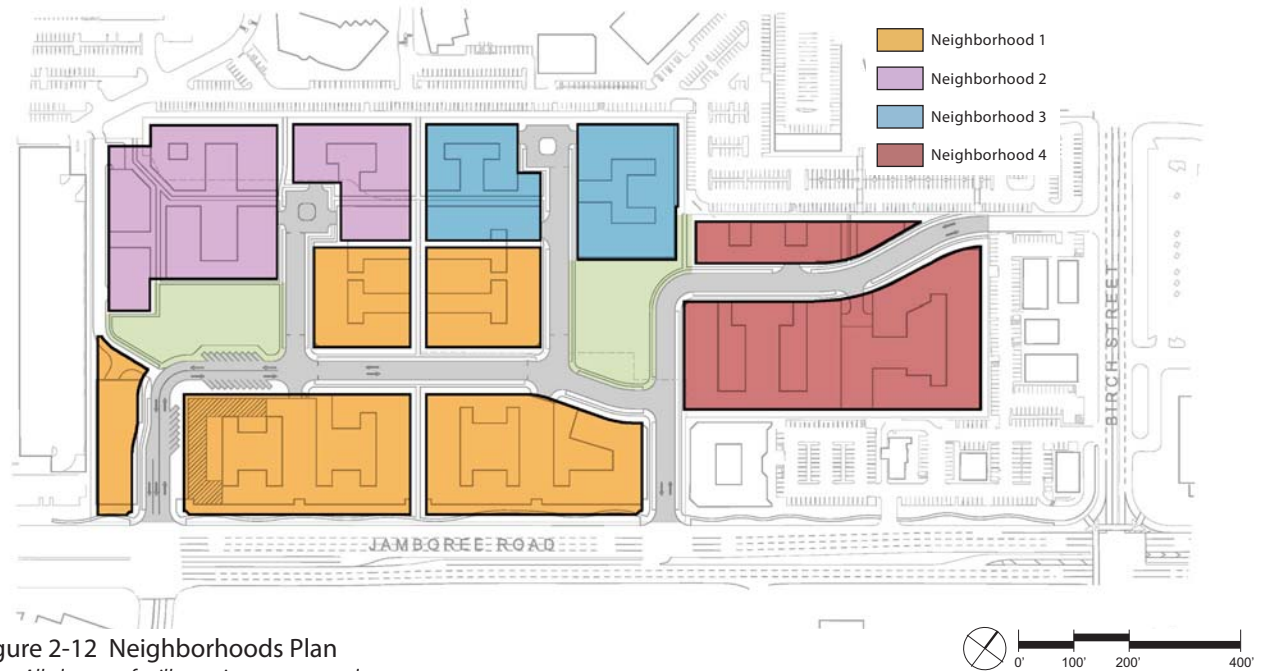 Neighborhood 1
Neighborhood 2
Neighborhood 3
Neighborhood 4
BIRCH STREET
JAMBOREE ROAD
gure 2-12 Neighborhoods Plan
0' 100' 200' 400'